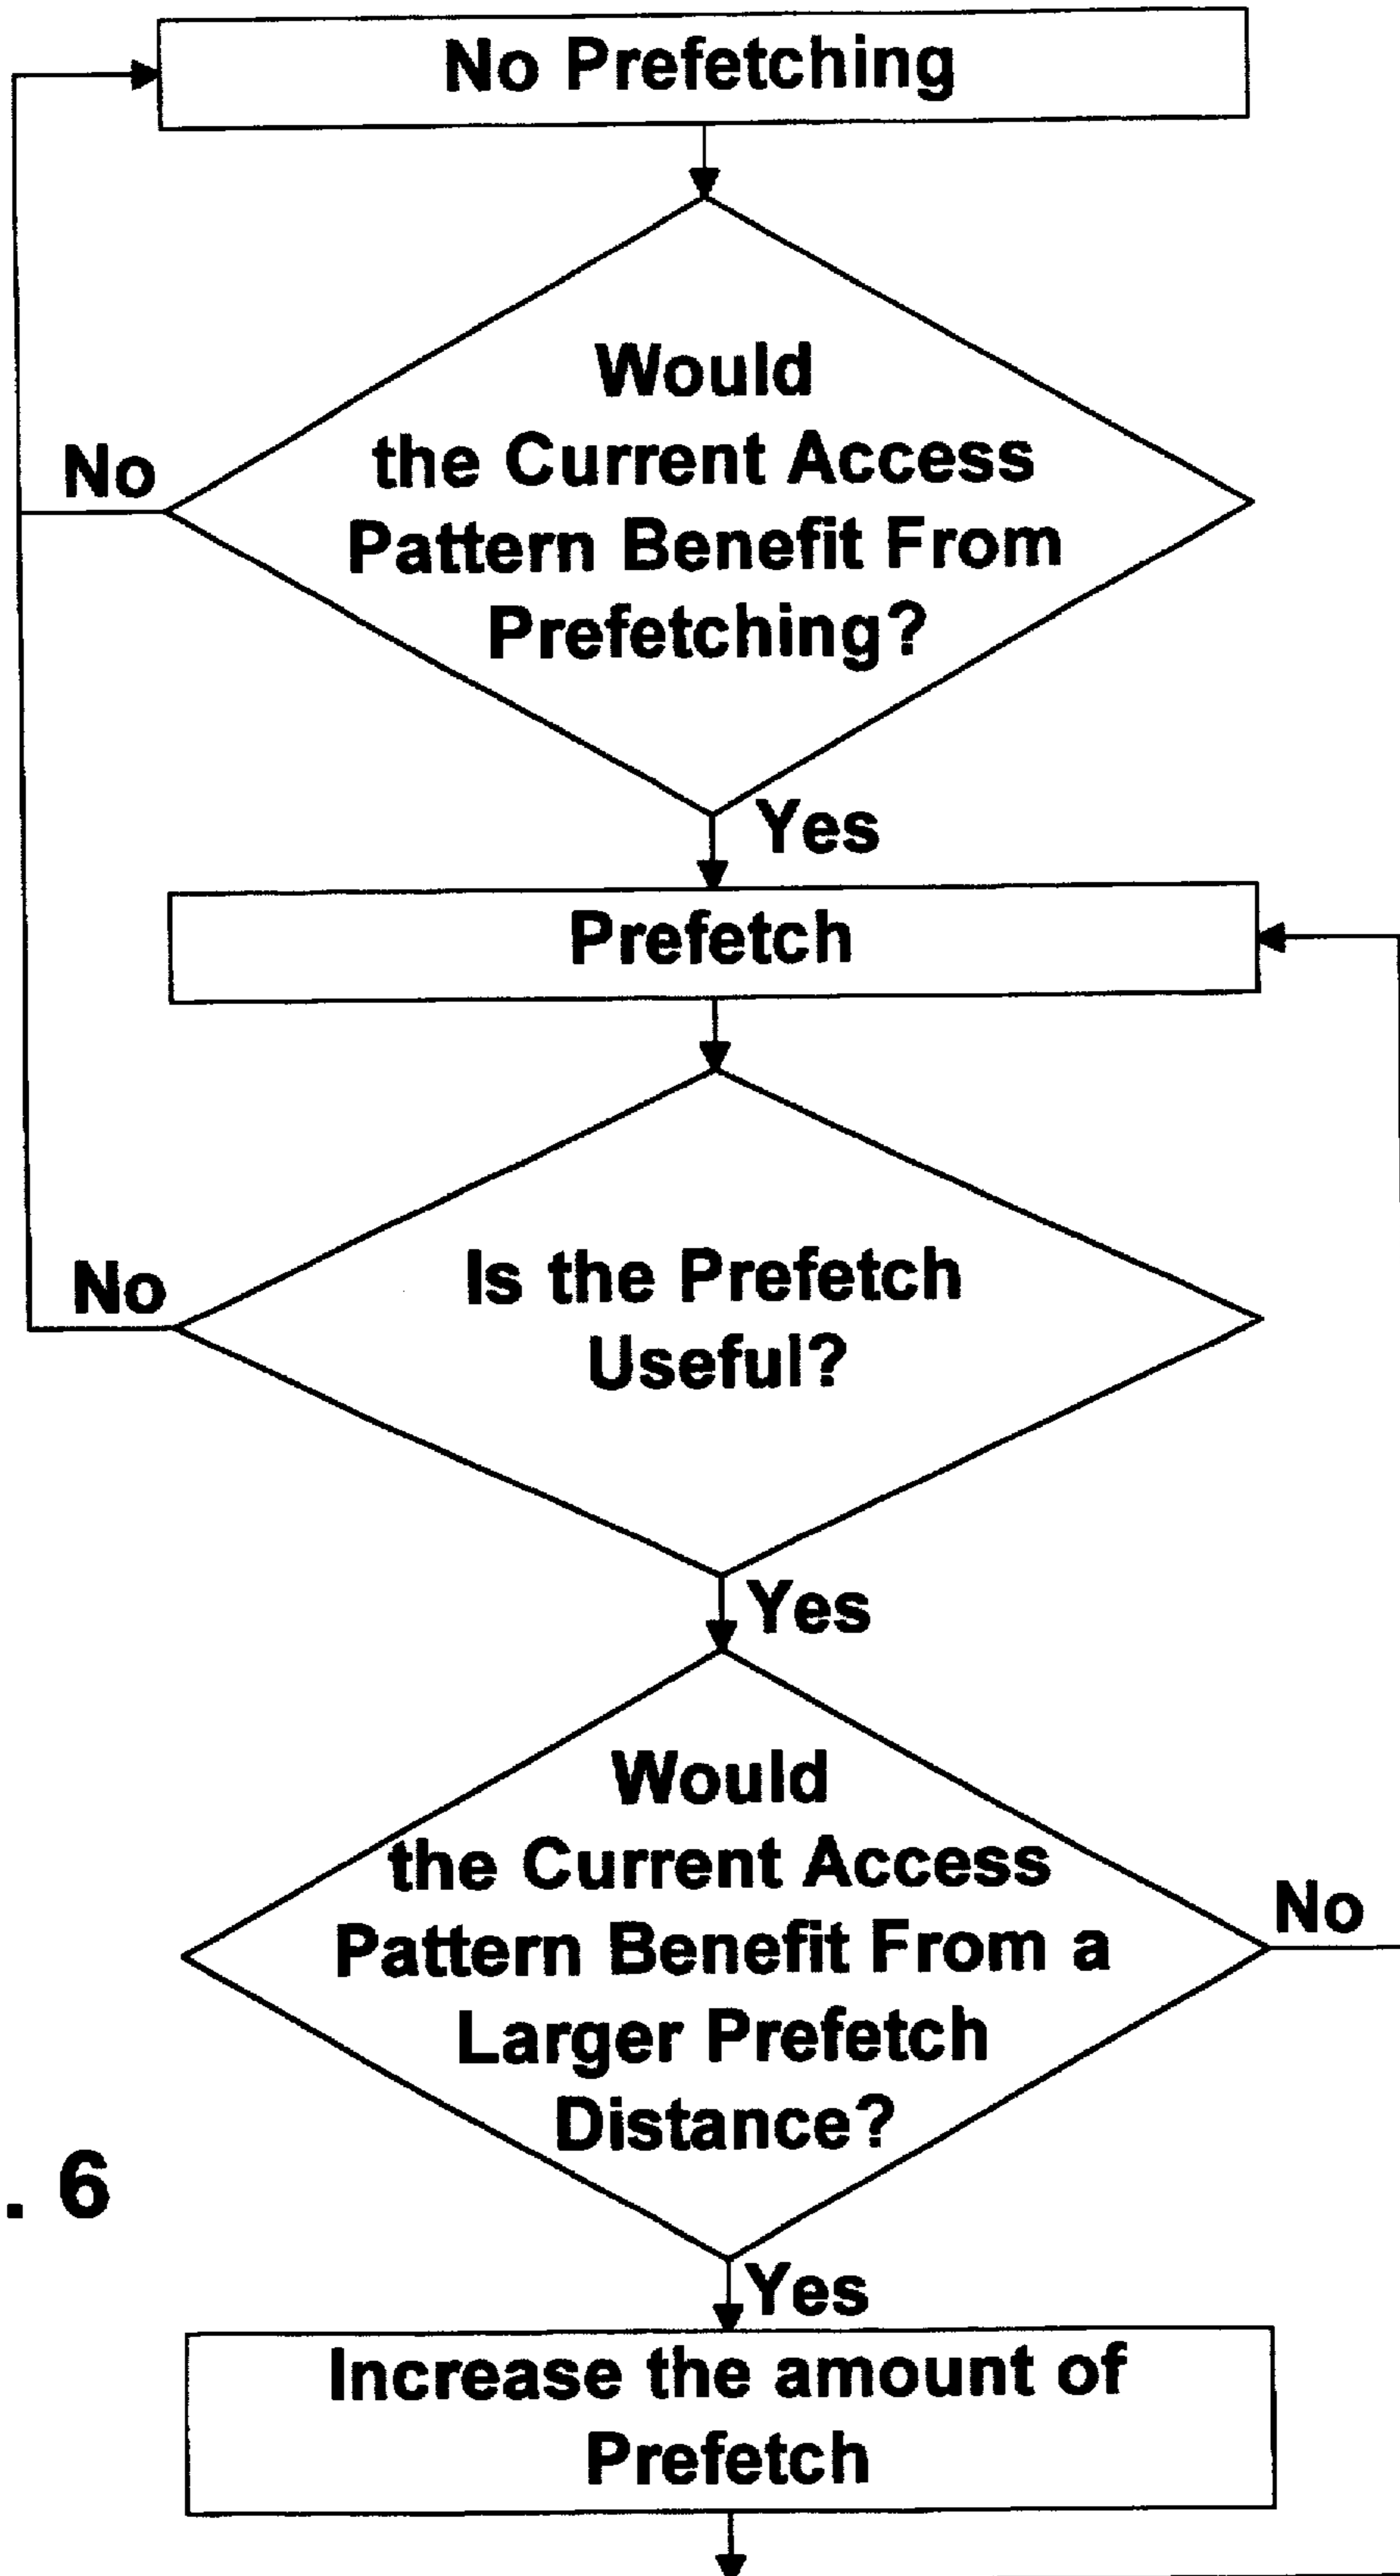 No Prefetching
Would
the Current Access
Pattern Benefit From
Prefetching?
No
Yes
Prefetch
Is the Prefetch
Useful?
No
Yes
Would
the Current Access
Pattern Benefit From a
Larger Prefetch
Distance?
No
. 6
Yes
Increase the amount of
Prefetch